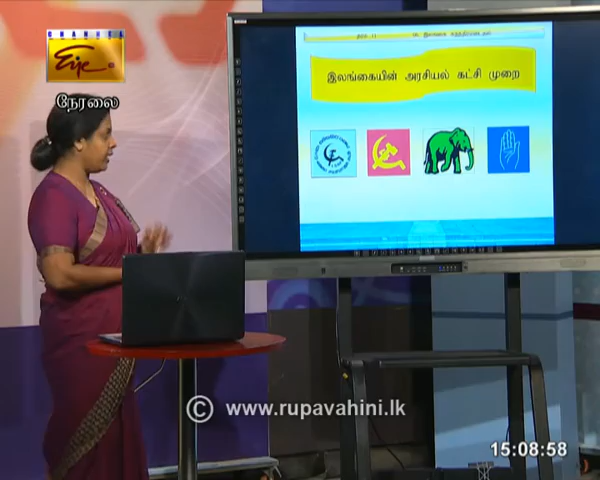 CHANNEL
Eye
நேரலை
இலங்கையின் அரசியல் கட்சி முறை
© www.rupavahini.lk
15:08:58